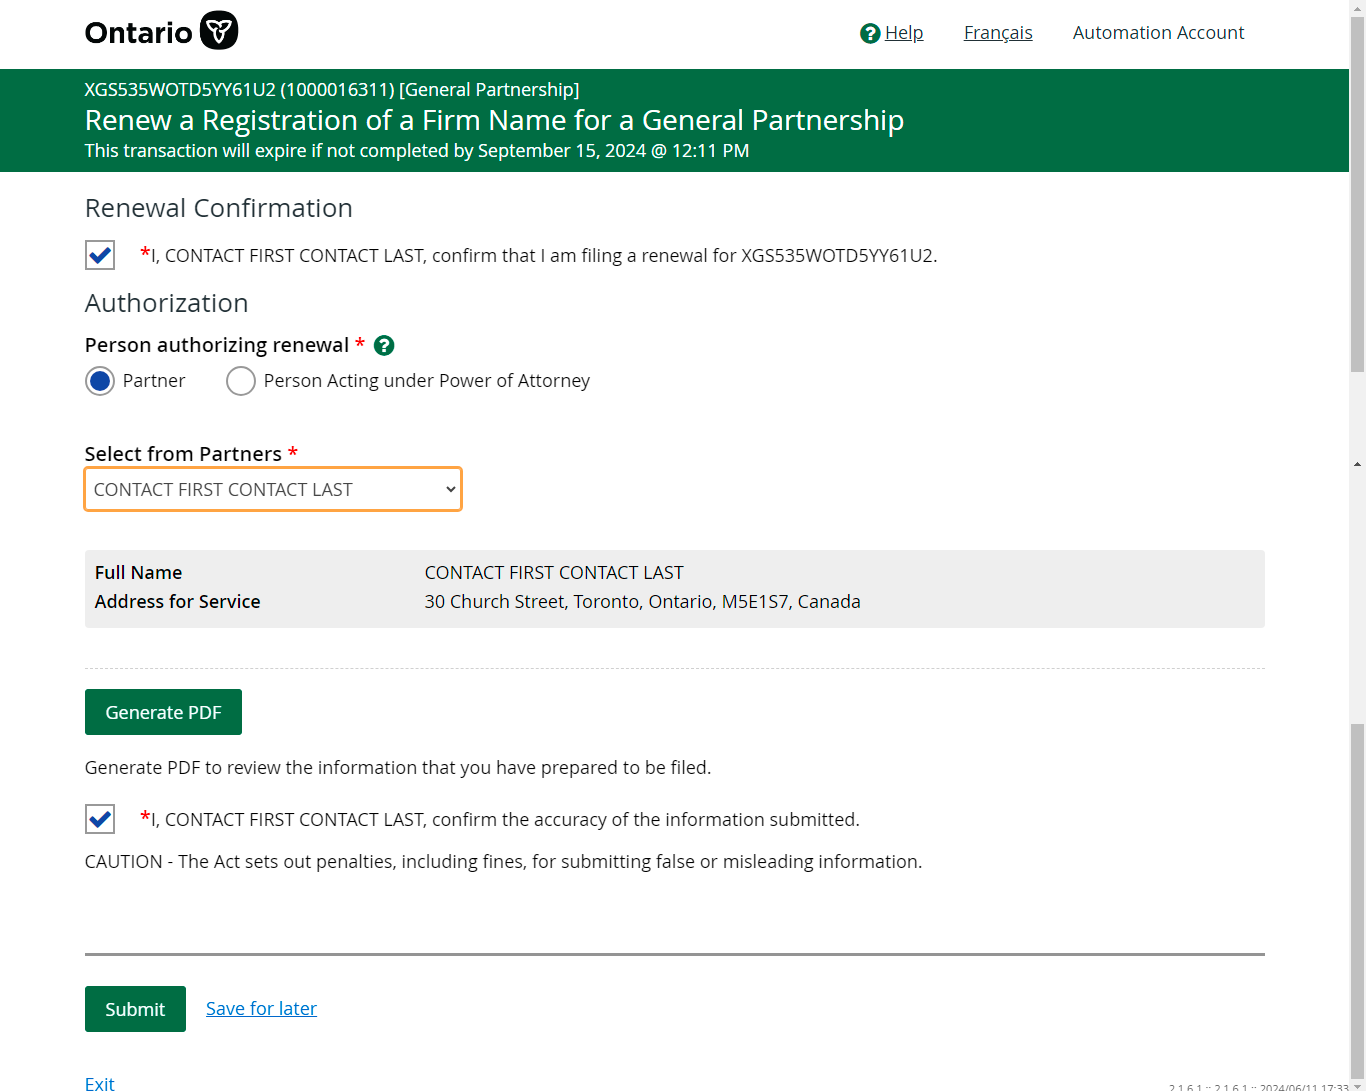 Ontario
? Help Français Automation Account
XGS535WOTD5YY61U2 (1000016311) [General Partnership]
Renew a Registration of a Firm Name for a General Partnership
This transaction will expire if not completed by September 15, 2024 @ 12:11 PM
Renewal Confirmation
*I, CONTACT FIRST CONTACT LAST, confirm that I am filing a renewal for XGS535WOTD5YY61U2.
Authorization
Person authorizing renewal * ?
Partner Person Acting under Power of Attorney
Select from Partners *
CONTACT FIRST CONTACT LAST
Full Name CONTACT FIRST CONTACT LAST
Address for Service 30 Church Street, Toronto, Ontario, M5E1S7, Canada
Generate PDF
Generate PDF to review the information that you have prepared to be filed.
*I, CONTACT FIRST CONTACT LAST, confirm the accuracy of the information submitted.
CAUTION - The Act sets out penalties, including fines, for submitting false or misleading information.
Submit Save for later
Exit
2.1.6.1 :: 2.1.6.1 :: 2024/06/11 17:33